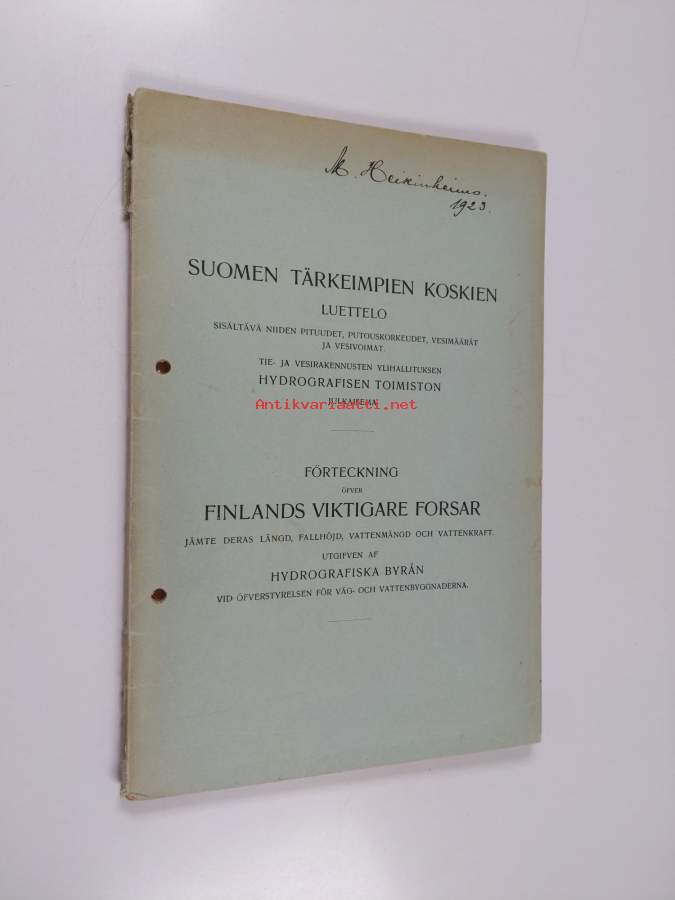 M. Heikinheimo.
1923.
SUOMEN TÄRKEIMPIEN KOSKIEN
LUETTELO
SISÄLTÄVÄ NIIDEN PITUUDET, PUTOUSKORKEUDET, VESIMÄÄRÄT
JA VESIVOIMAT.
TIE- JA VESIRAKENNUSTEN YLIHALLITUKSEN
HYDROGRAFISEN TOIMISTON
JULKAISEMA
Antikvariaatti.net
FÖRTECKNING
ÖFVER
FINLANDS VIKTIGARE FORSAR
JÄMTE DERAS LÄNGD, FALLHÖJD, VATTENMÄNGD OCH VATTENKRAFT.
UTGIFVEN AF
HYDROGRAFISKA BYRÅN
VID ÖFVERSTYRELSEN FÖR VÄG- OCH VATTENBYGGNADERNA.